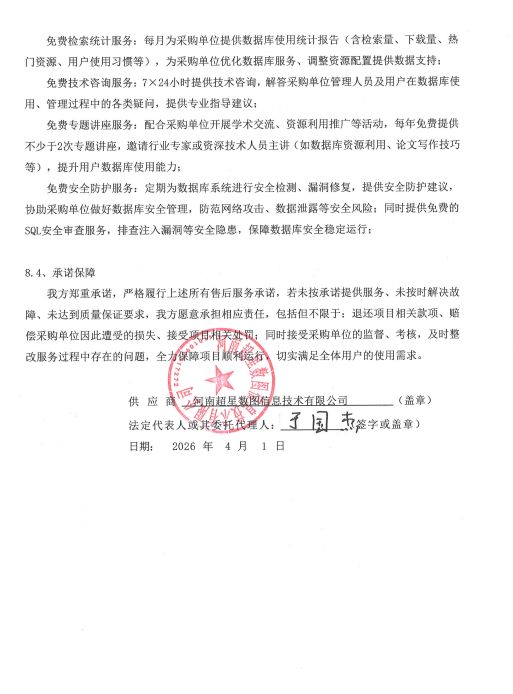 免费检索统计服务：每月为采购单位提供数据库使用统计报告（含检索量、下载量、热
门资源、用户使用习惯等），为采购单位优化数据库服务、调整资源配置提供数据支持；
免费技术咨询服务：7×24小时提供技术咨询，解答采购单位管理人员及用户在数据库使
用、管理过程中的各类疑问，提供专业指导建议；
免费专题讲座服务：配合采购单位开展学术交流、资源利用推广等活动，每年免费提供
不少于2次专题讲座，邀请行业专家或资深技术人员主讲（如数据库资源利用、论文写作技巧
等），提升用户数据库使用能力；
免费安全防护服务：定期为数据库系统进行安全检测、漏洞修复，提供安全防护建议，
协助采购单位做好数据库安全管理，防范网络攻击、数据泄露等安全风险；同时提供免费的
SQL安全审查服务，排查注入漏洞等安全隐患，保障数据库安全稳定运行；
8.4、承诺保障
我方郑重承诺，严格履行上述所有售后服务承诺，若未按承诺提供服务、未按时解决故
障、未达到质量保证要求，我方愿意承担相应责任，包括但不限于：退还项目相关款项、赔
偿采购单位因此遭受的损失、接受项目相关处罚；同时接受采购单位的监督、考核，及时整
改服务过程中存在的问题，全力保障项目顺利运行，切实满足全体用户的使用需求。
供 应 商 河南超星数图信息技术有限公司 （盖章）
法定代表人或其委托代理人： 于国杰 签字或盖章）
日期： 2026 年 4 月 1 日